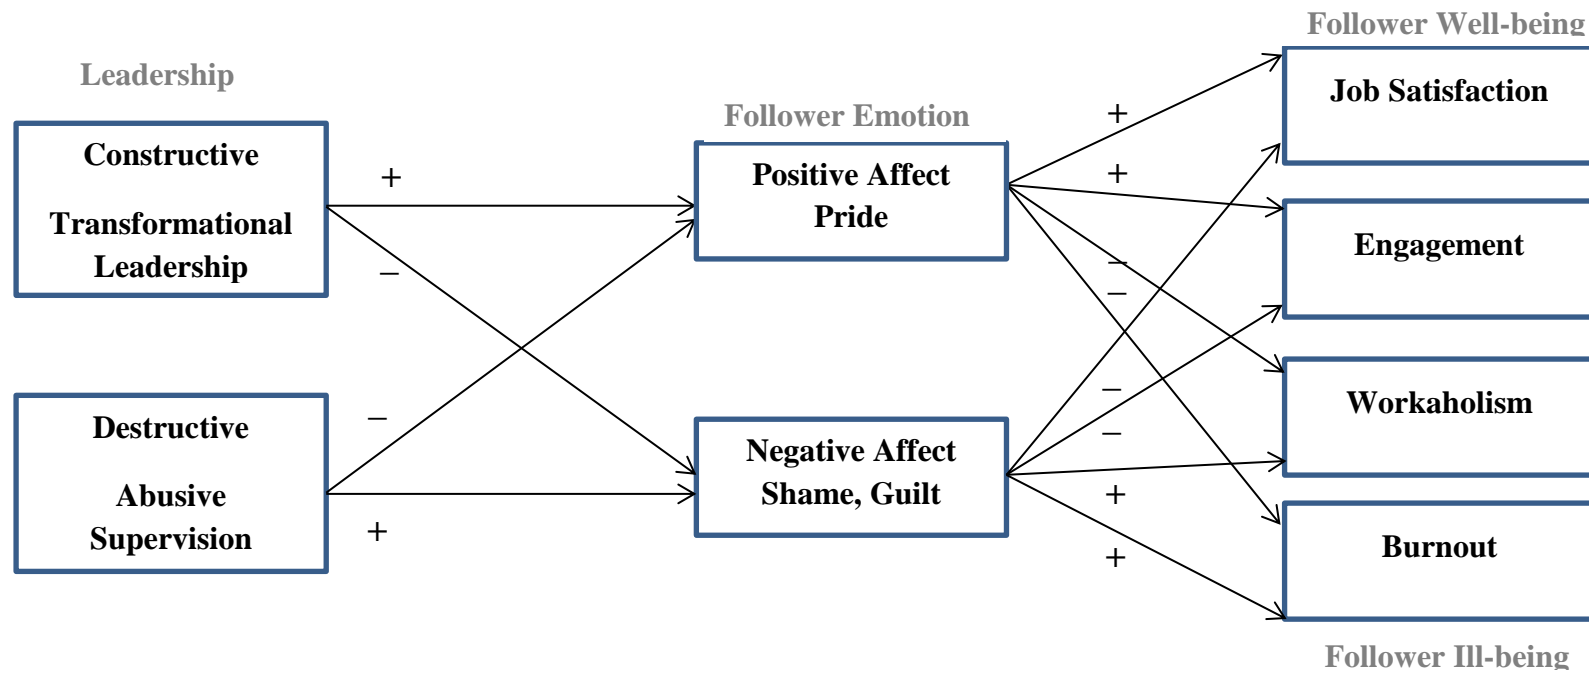 Leadership
Constructive
Transformational
Leadership
Destructive
Abusive
Supervision
+
−
−
+
Follower Emotion
Positive Affect
Pride
Negative Affect
Shame, Guilt
+
+
−
−
−
−
+
+
Follower Well-being
Job Satisfaction
Engagement
Workaholism
Burnout
Follower Ill-being